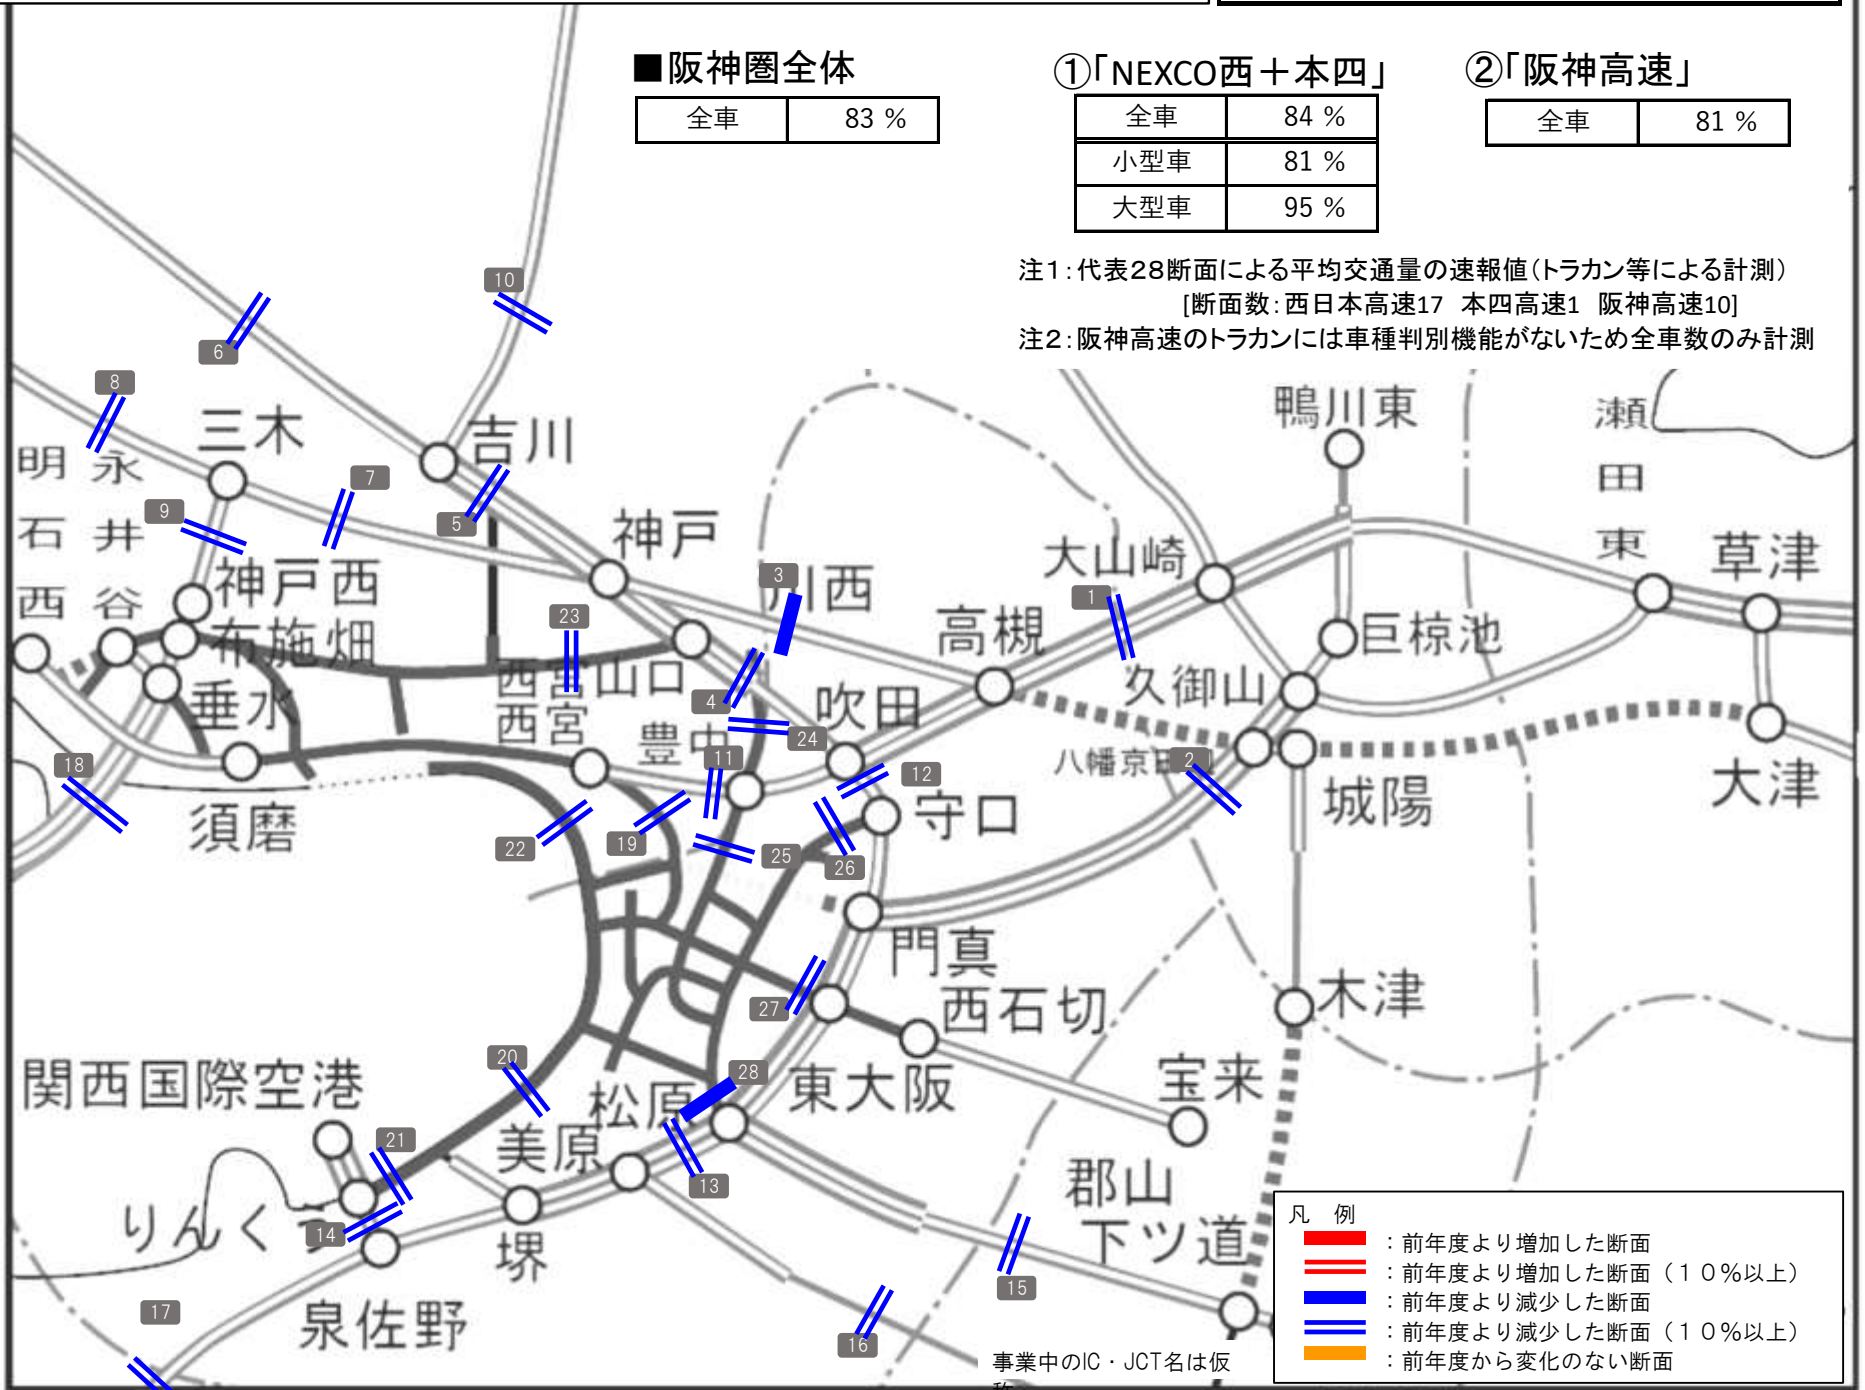 ■阪神圏全体
全車 83 %
①「NEXCO西＋本四」
全車 84 %
小型車 81 %
大型車 95 %
②「阪神高速」
全車 81 %
注１：代表２８断面による平均交通量の速報値（トラカン等による計測）
[断面数：西日本高速17 本四高速1 阪神高速10]
注２：阪神高速のトラカンには車種判別機能がないため全車数のみ計測
10
6
8
三木
吉川
鴨川東
瀬田東
明石西
永井谷
7
9
5
神戸
大山崎
草津
神戸西
布施畑
23
3
川西
1
高槻
巨椋池
久御山
西宮山口
西宮
4
垂水
豊中
24
吹田
11
12
八幡京田
2
大津
城陽
18
須磨
22
19
25
26
守口
門真
27
西石切
木津
関西国際空港
20
松原
28
東大阪
宝来
21
美原
13
郡山
下ツ道
りんくう
14
堺
15
17
泉佐野
16
事業中のIC・JCT名は仮
凡 例
：前年度より増加した断面
：前年度より増加した断面（１０％以上）
：前年度より減少した断面
：前年度より減少した断面（１０％以上）
：前年度から変化のない断面